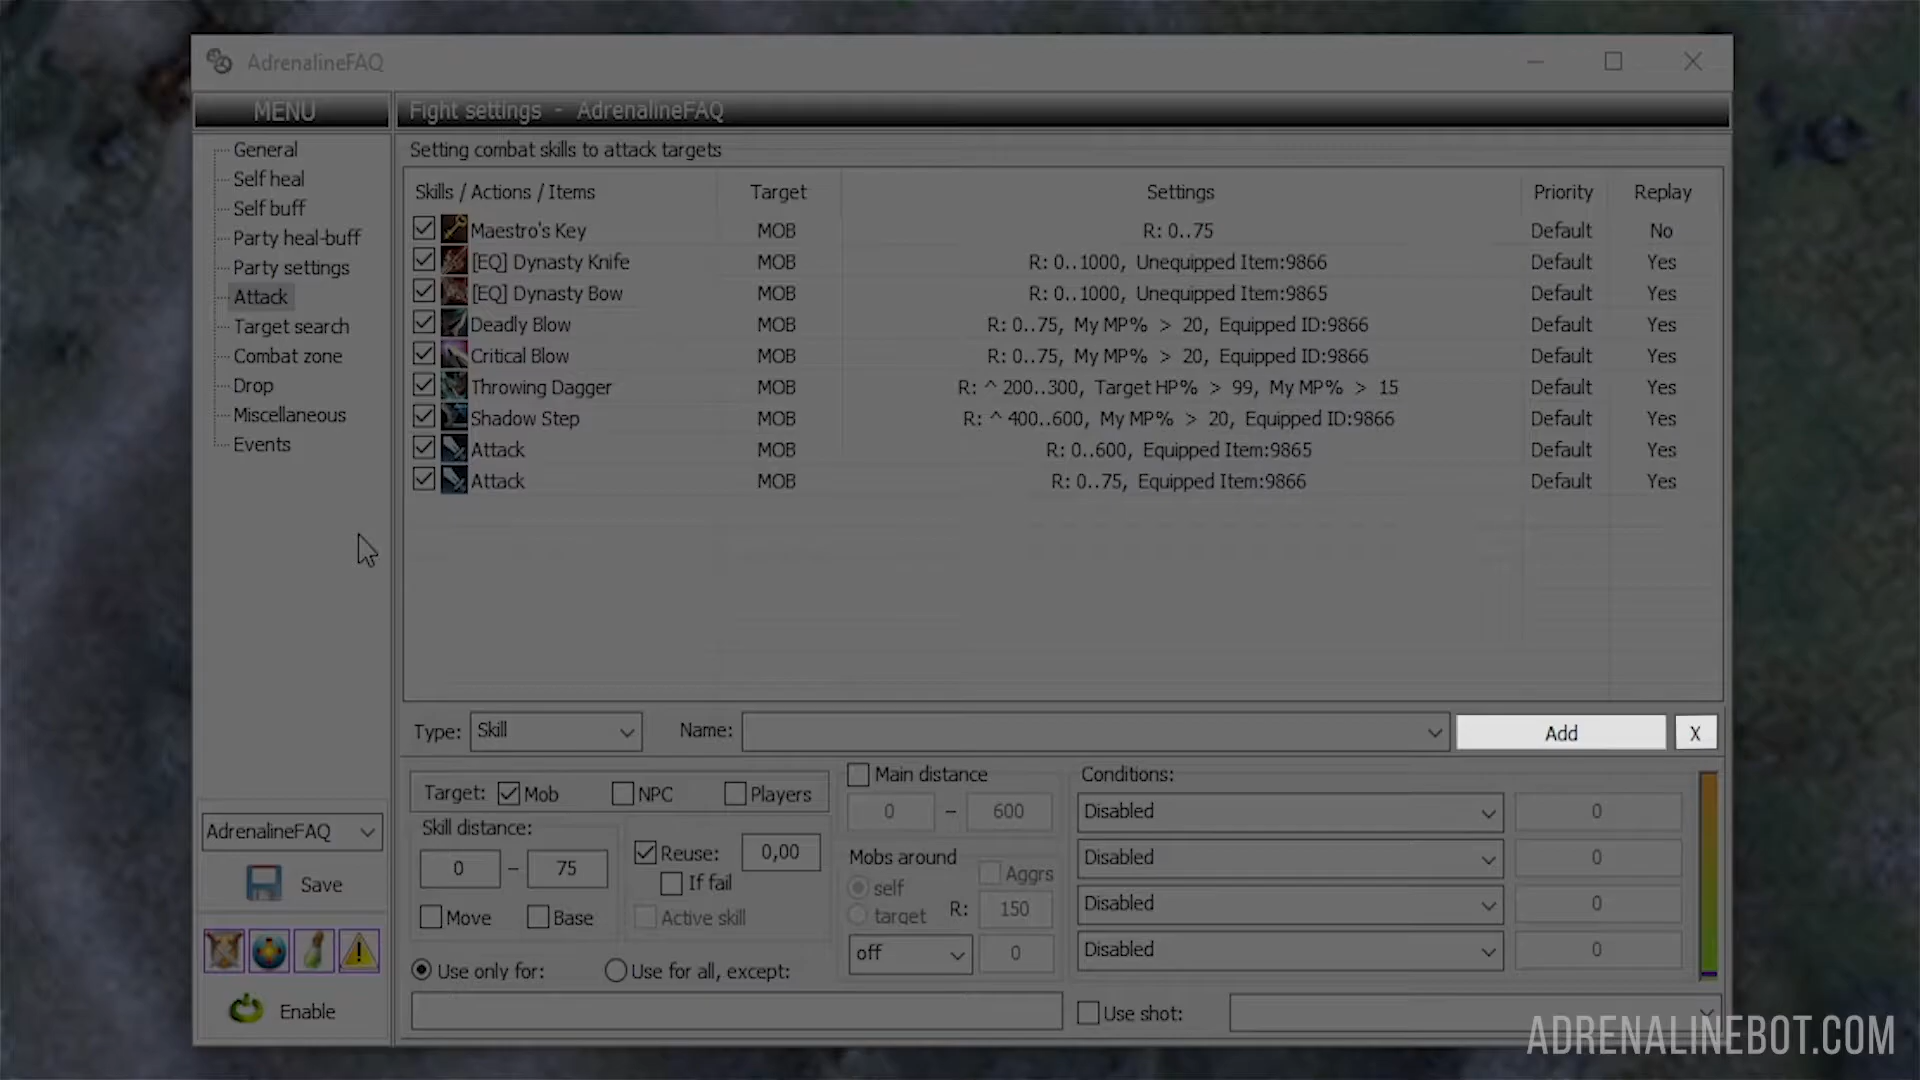 AdrenalineFAQ
MENU
Fight settings - AdrenalineFAQ
General
Self heal
Self buff
Party heal-buff
Party settings
Attack
Target search
Combat zone
Drop
Miscellaneous
Events
Setting combat skills to attack targets
Skills / Actions / Items Target Settings Priority Replay
Maestro's Key MOB R: 0..75 Default No
[EQ] Dynasty Knife MOB R: 0..1000, Unequipped Item:9866 Default Yes
[EQ] Dynasty Bow MOB R: 0..1000, Unequipped Item:9865 Default Yes
Deadly Blow MOB R: 0..75, My MP% > 20, Equipped ID:9866 Default Yes
Critical Blow MOB R: 0..75, My MP% > 20, Equipped ID:9866 Default Yes
Throwing Dagger MOB R: ^ 200..300, Target HP% > 99, My MP% > 15 Default Yes
Shadow Step MOB R: ^ 400..600, My MP% > 20, Equipped ID:9866 Default Yes
Attack MOB R: 0..600, Equipped Item:9865 Default Yes
Attack MOB R: 0..75, Equipped Item:9866 Default Yes
Type: Skill Name: Add X
Target: Mob NPC Players
Skill distance:
0 - 75
Move Base
Reuse: 0,00
If fail
Active skill
Main distance
0 - 600
Mobs around Aggrs
self
target R: 150
off 0
Conditions:
Disabled 0
Disabled 0
Disabled 0
Disabled 0
Use only for: Use for all, except:
Use shot:
AdrenalineFAQ
Save
Enable
ADRENALINEBOT.COM